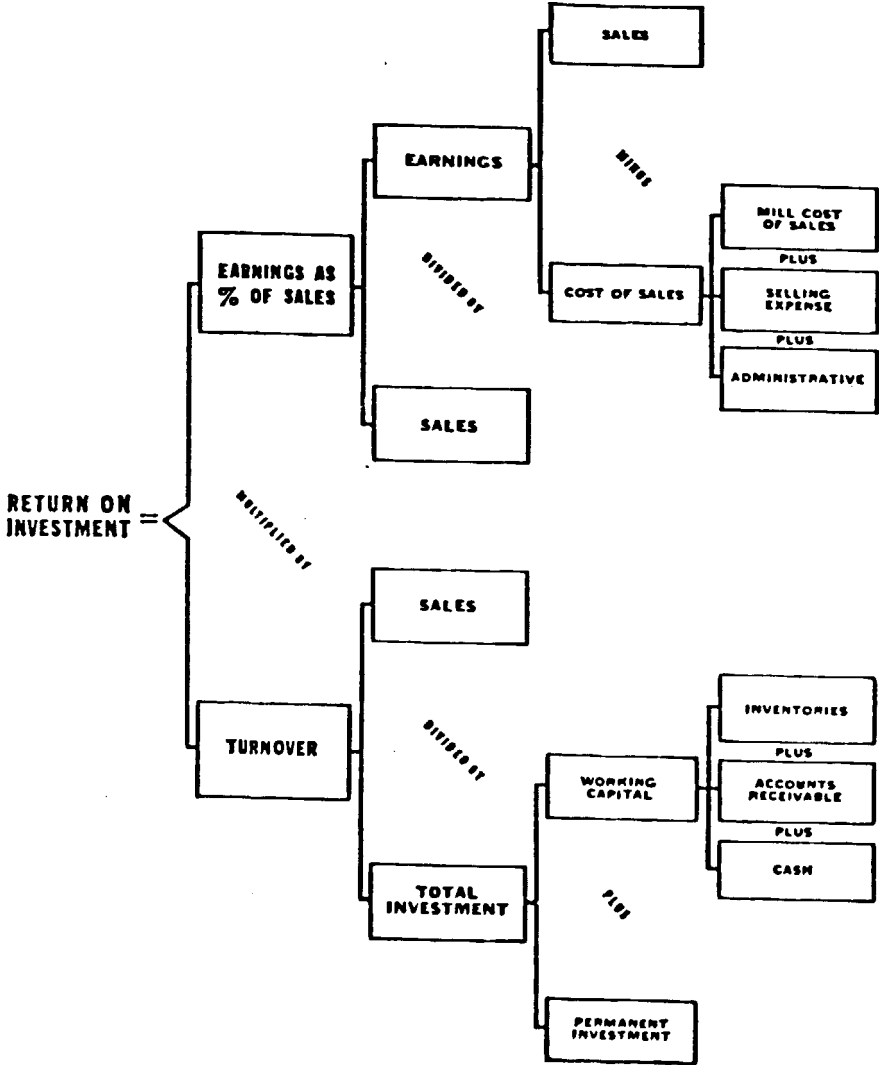 SALES
EARNINGS
MINUS
MILL COST
OF SALES
PLUS
EARNINGS AS
% OF SALES
DIVIDED BY
COST OF SALES
SELLING
EXPENSE
PLUS
ADMINISTRATIVE
SALES
RETURN ON
INVESTMENT =
MULTIPLIED BY
SALES
TURNOVER
DIVIDED BY
INVENTORIES
PLUS
WORKING
CAPITAL
ACCOUNTS
RECEIVABLE
PLUS
CASH
TOTAL
INVESTMENT
PLUS
PERMANENT
INVESTMENT